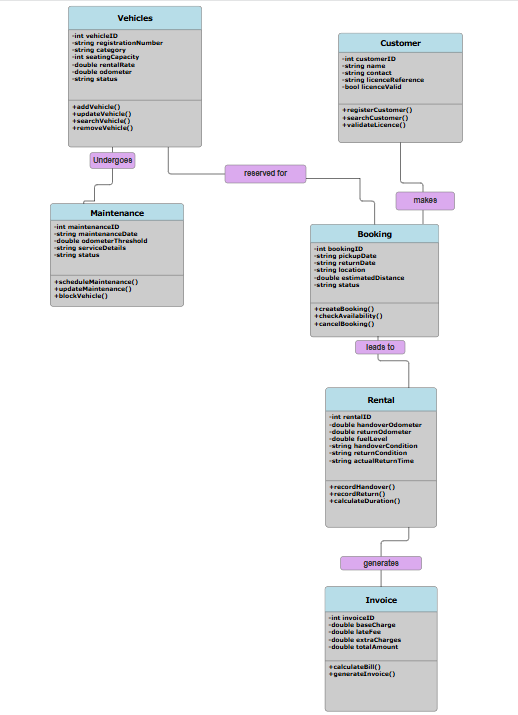 Vehicles
-int vehicleID
-string registrationNumber
-string category
-int seatingCapacity
-double rentalRate
-double odometer
-string status
+addVehicle()
+updateVehicle()
+searchVehicle()
+removeVehicle()
Customer
-int customerID
-string name
-string contact
-string licenceReference
-bool licenceValid
+registerCustomer()
+searchCustomer()
+validateLicence()
Undergoes
reserved for
makes
Maintenance
-int maintenanceID
-string maintenanceDate
-double odometerThreshold
-string serviceDetails
-string status
+scheduleMaintenance()
+updateMaintenance()
+blockVehicle()
Booking
-int bookingID
-string pickupDate
-string returnDate
-string location
-double estimatedDistance
-string status
+createBooking()
+checkAvailability()
+cancelBooking()
leads to
Rental
-int rentalID
-double handoverOdometer
-double returnOdometer
-double fuelLevel
-string handoverCondition
-string returnCondition
-string actualReturnTime
+recordHandover()
+recordReturn()
+calculateDuration()
generates
Invoice
-int invoiceID
-double baseCharge
-double lateFee
-double extraCharges
-double totalAmount
+calculateBill()
+generateInvoice()